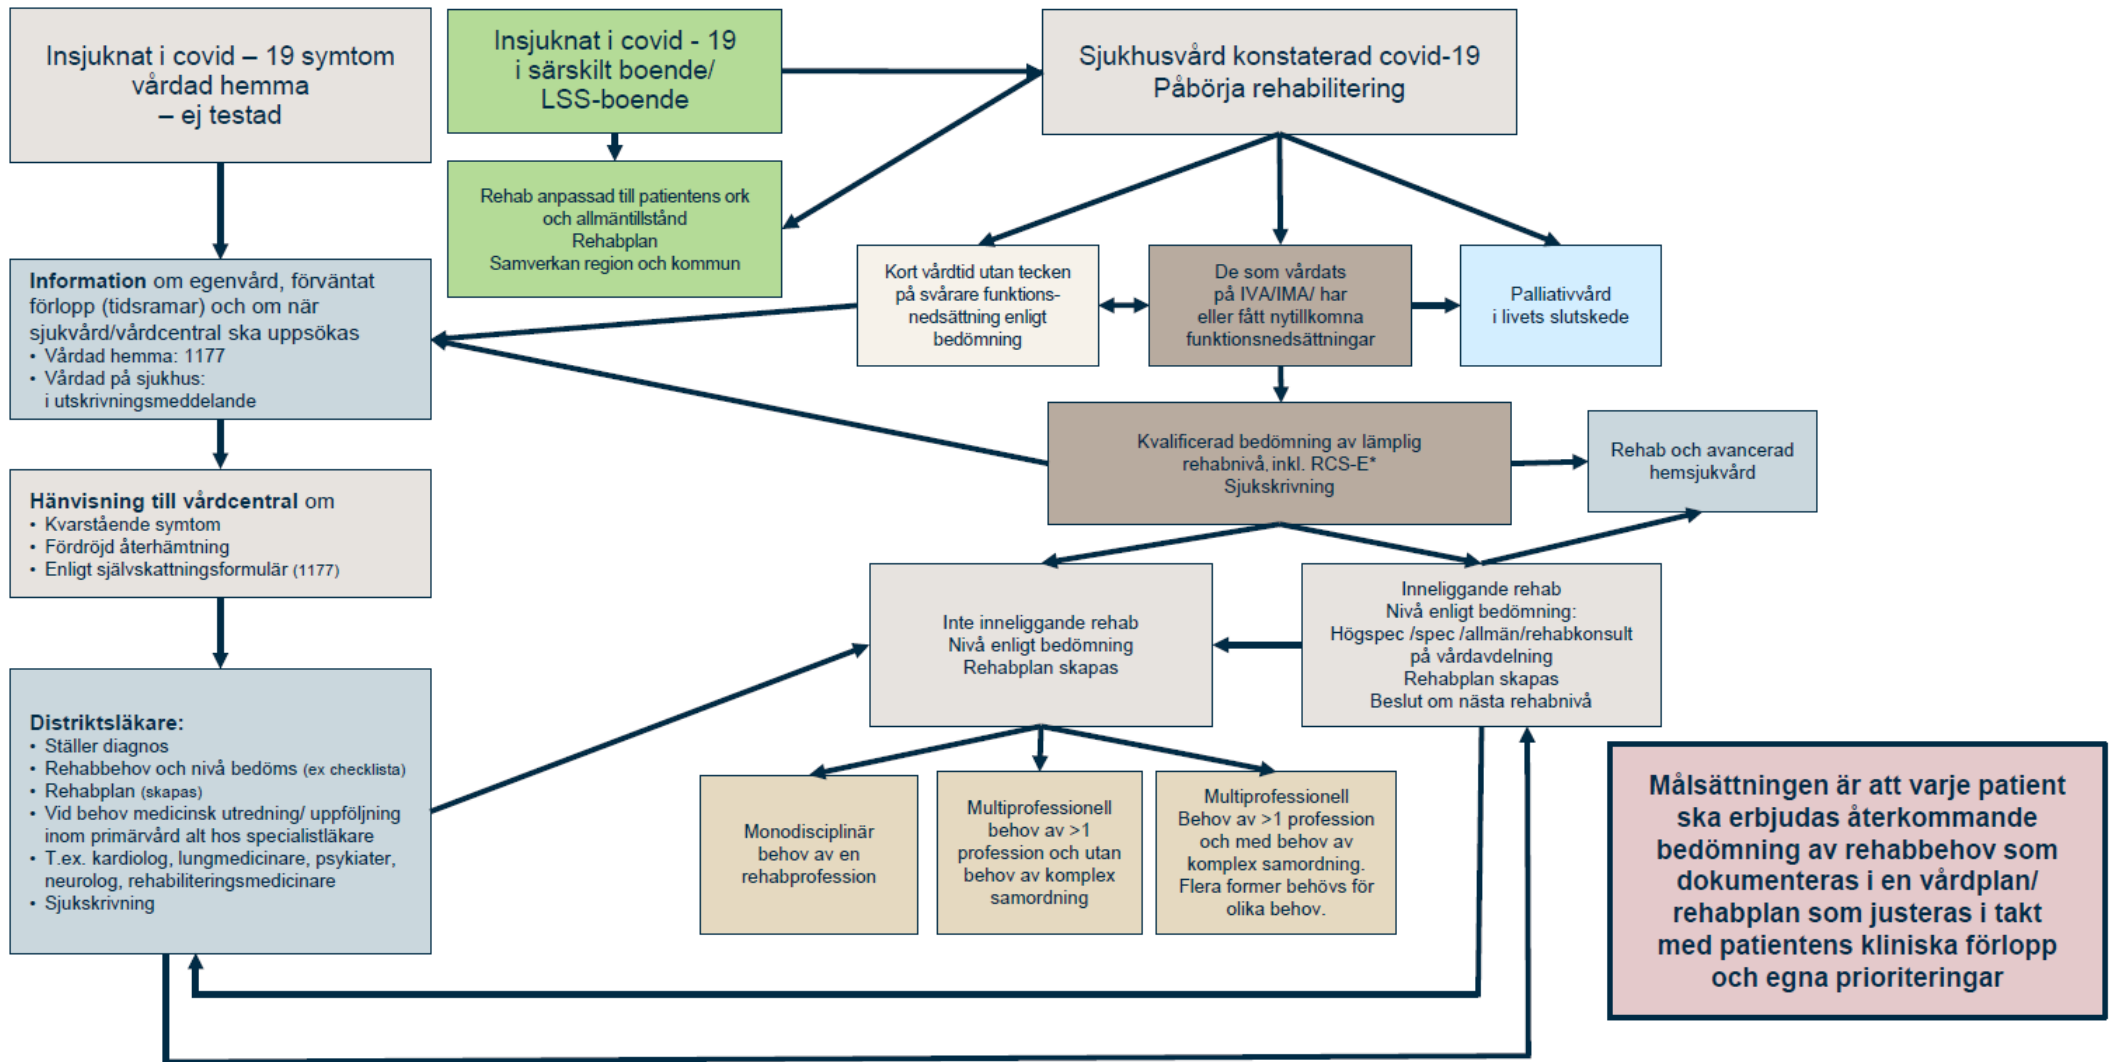 Insjuknat i covid – 19 symtom
vårdad hemma
– ej testad
Insjuknat i covid - 19
i särskilt boende/
LSS-boende
Sjukhusvård konstaterad covid-19
Påbörja rehabilitering
Rehab anpassad till patientens ork
och allmäntillstånd
Rehabplan
Samverkan region och kommun
Information om egenvård, förväntat
förlopp (tidsramar) och om när
sjukvård/vårdcentral ska uppsökas
• Vårdad hemma: 1177
• Vårdad på sjukhus:
i utskrivningsmeddelande
Kort vårdtid utan tecken
på svårare funktions-
nedsättning enligt
bedömning
De som vårdats
på IVA/IMA/ har
eller fått nytillkomna
funktionsnedsättningar
Palliativvård
i livets slutskede
Kvalificerad bedömning av lämplig
rehabnivå, inkl. RCS-E*
Sjukskrivning
Rehab och avancerad
hemsjukvård
Hänvisning till vårdcentral om
• Kvarstående symtom
• Fördröjd återhämtning
• Enligt självskattningsformulär (1177)
Inte inneliggande rehab
Nivå enligt bedömning
Rehabplan skapas
Inneliggande rehab
Nivå enligt bedömning:
Högspec /spec /allmän/rehabkonsult
på vårdavdelning
Rehabplan skapas
Beslut om nästa rehabnivå
Distriktsläkare:
• Ställer diagnos
• Rehabbehov och nivå bedöms (ex checklista)
• Rehabplan (skapas)
• Vid behov medicinsk utredning/ uppföljning
inom primärvård alt hos specialistläkare
• T.ex. kardiolog, lungmedicinare, psykiater,
neurolog, rehabiliteringsmedicinare
• Sjukskrivning
Monodisciplinär
behov av en
rehabprofession
Multiprofessionell
behov av >1
profession och utan
behov av komplex
samordning
Multiprofessionell
Behov av >1 profession
och med behov av
komplex samordning.
Flera former behövs för
olika behov.
Målsättningen är att varje patient
ska erbjudas återkommande
bedömning av rehabbehov som
dokumenteras i en vårdplan/
rehabplan som justeras i takt
med patientens kliniska förlopp
och egna prioriteringar